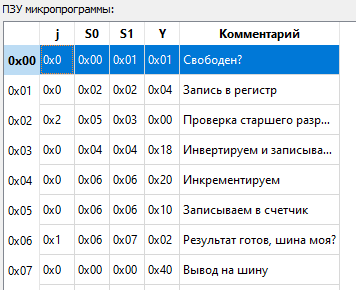 ПЗУ микропрограммы:
j S0 S1 Y Комментарий
0x00 0x0 0x00 0x01 0x01 Свободен?
0x01 0x0 0x02 0x02 0x04 Запись в регистр
0x02 0x2 0x05 0x03 0x00 Проверка старшего разр...
0x03 0x0 0x04 0x04 0x18 Инвертируем и записыва...
0x04 0x0 0x06 0x06 0x20 Инкрементируем
0x05 0x0 0x06 0x06 0x10 Записываем в счетчик
0x06 0x1 0x06 0x07 0x02 Результат готов, шина моя?
0x07 0x0 0x00 0x00 0x40 Вывод на шину